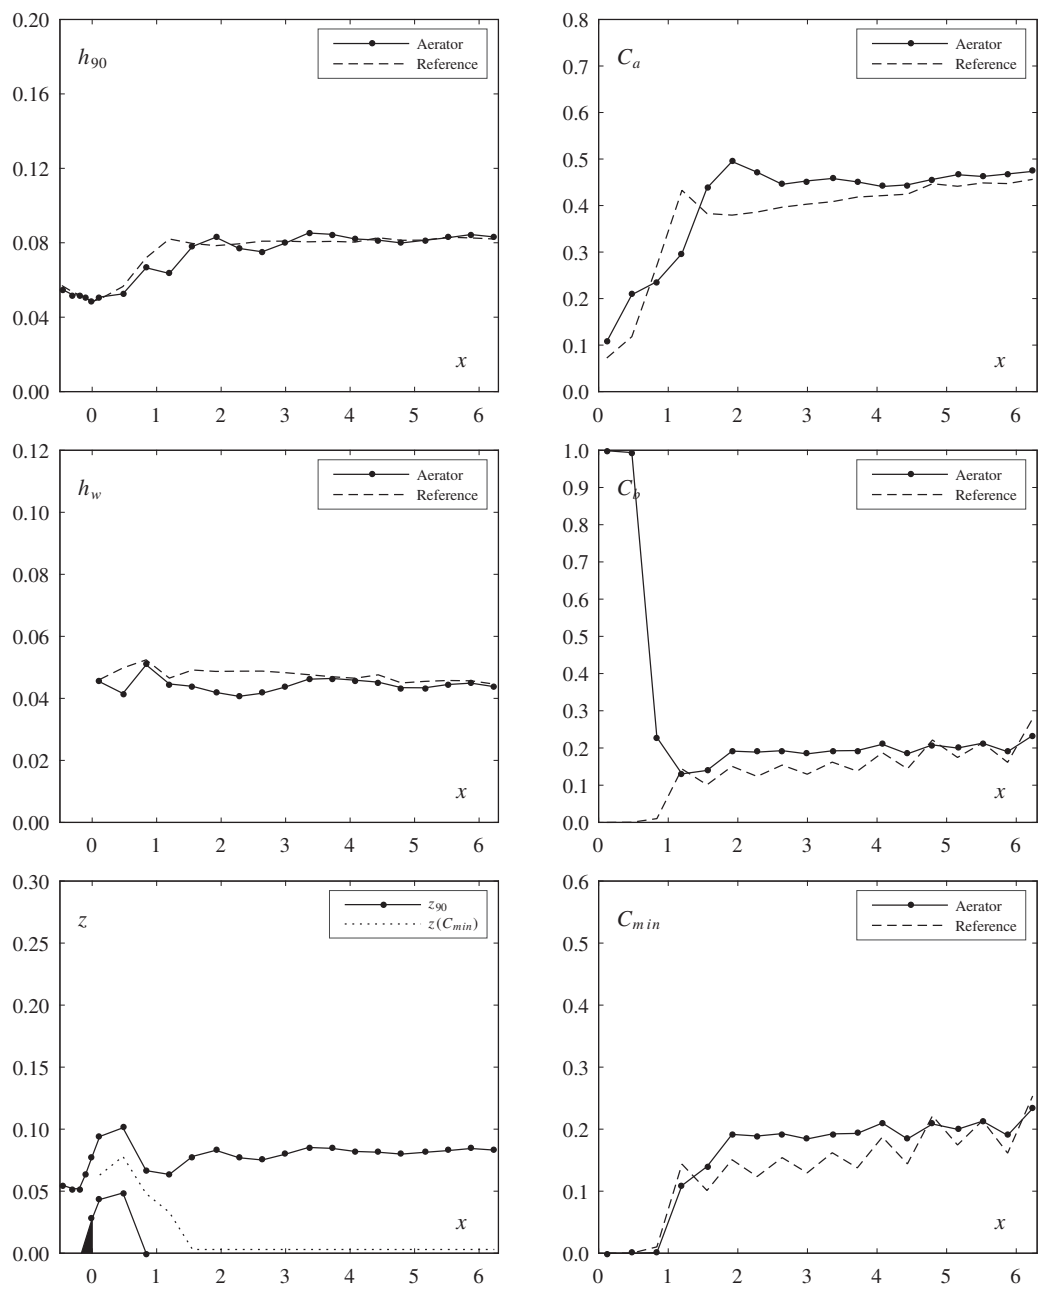 0.20
h90
Aerator
Reference
0.16
0.12
0.08
0.04
x
0.00
0 1 2 3 4 5 6
0.8
Ca
Aerator
Reference
0.7
0.6
0.5
0.4
0.3
0.2
0.1
x
0.0
0 1 2 3 4 5 6
0.12
hw
Aerator
Reference
0.10
0.08
0.06
0.04
0.02
x
0.00
0 1 2 3 4 5 6
1.0
Cb
Aerator
Reference
0.9
0.8
0.7
0.6
0.5
0.4
0.3
0.2
0.1
x
0.0
0 1 2 3 4 5 6
0.30
z
z90
z(Cmin)
0.25
0.20
0.15
0.10
0.05
x
0.00
0 1 2 3 4 5 6
0.6
Cmin
Aerator
Reference
0.5
0.4
0.3
0.2
0.1
x
0.0
0 1 2 3 4 5 6